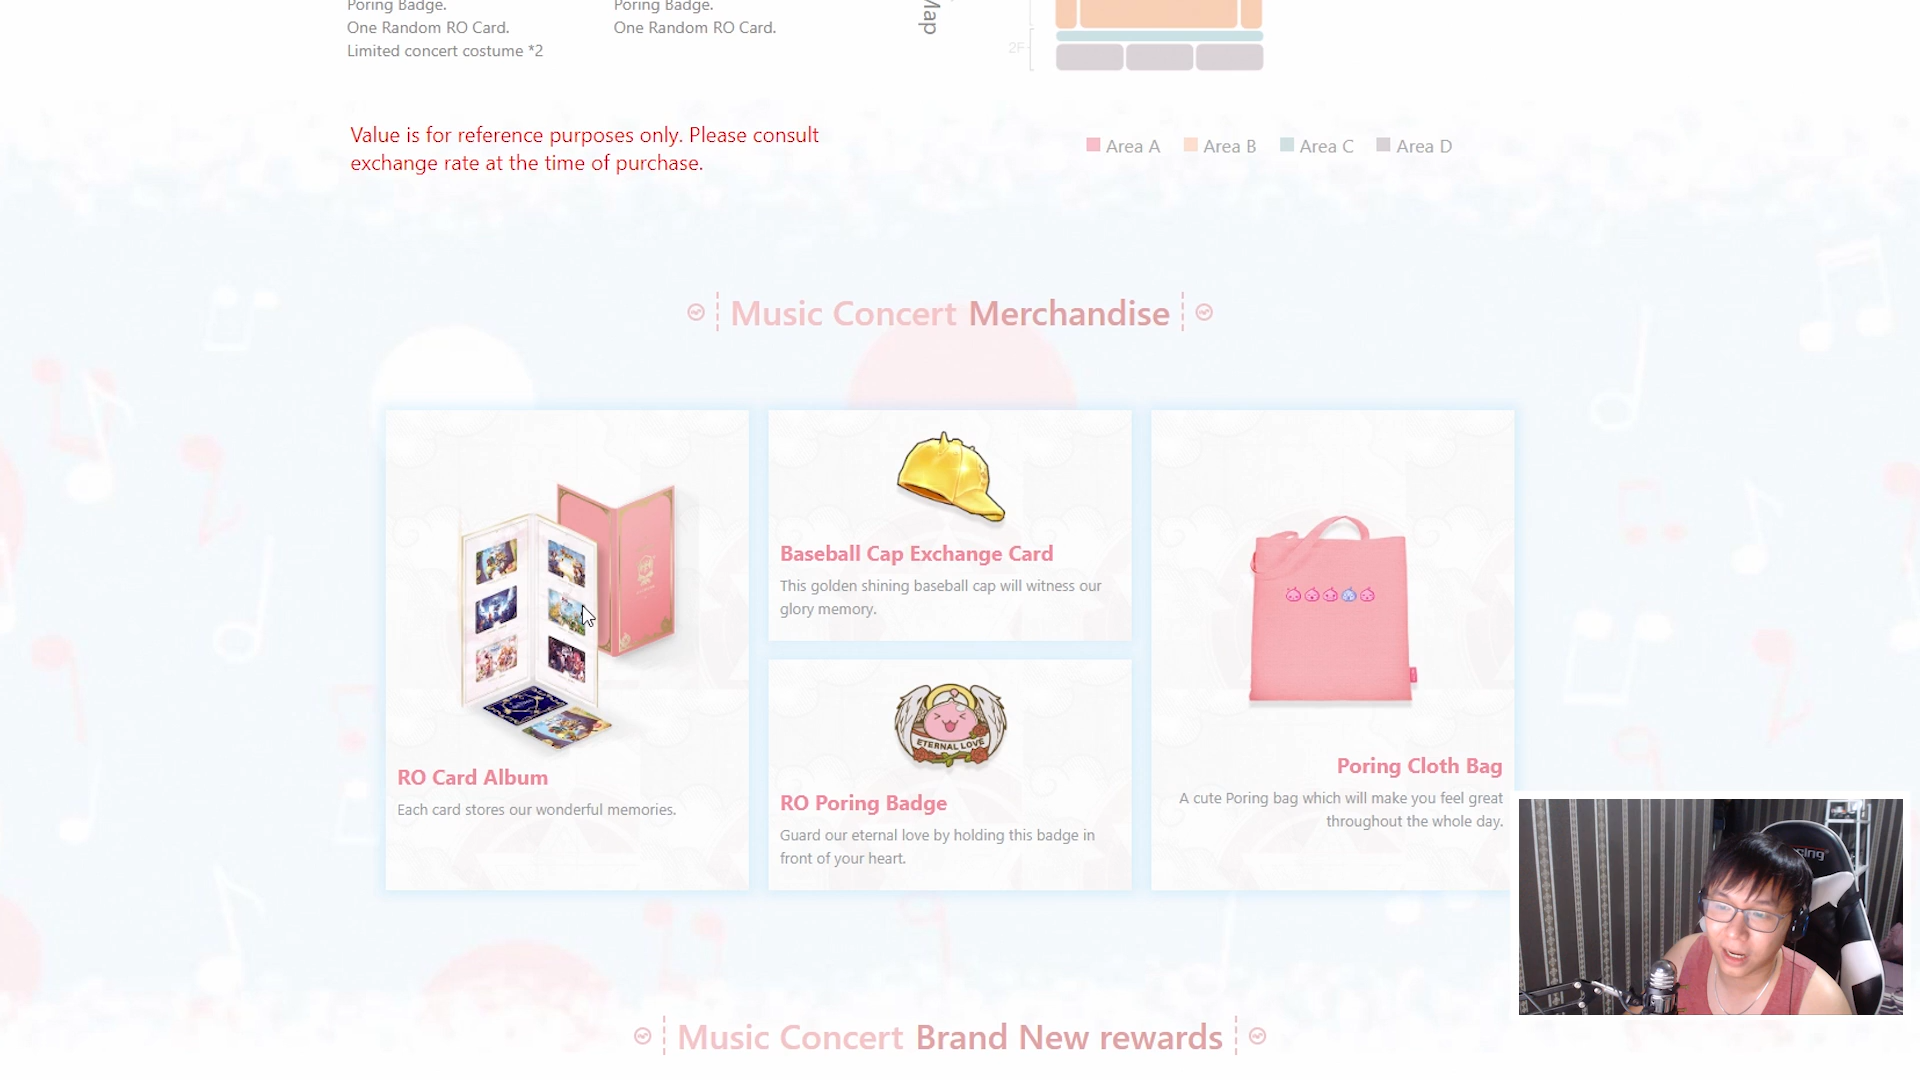 Poring Badge.
One Random RO Card.
Limited concert costume *2
Poring Badge.
One Random RO Card.
Map
2F
Value is for reference purposes only. Please consult
exchange rate at the time of purchase.
Area A
Area B
Area C
Area D
Music Concert Merchandise
RO Card Album
Each card stores our wonderful memories.
Baseball Cap Exchange Card
This golden shining baseball cap will witness our
glory memory.
ETERNAL LOVE
RO Poring Badge
Guard our eternal love by holding this badge in
front of your heart.
Poring Cloth Bag
A cute Poring bag which will make you feel great
throughout the whole day.
Music Concert Brand New rewards